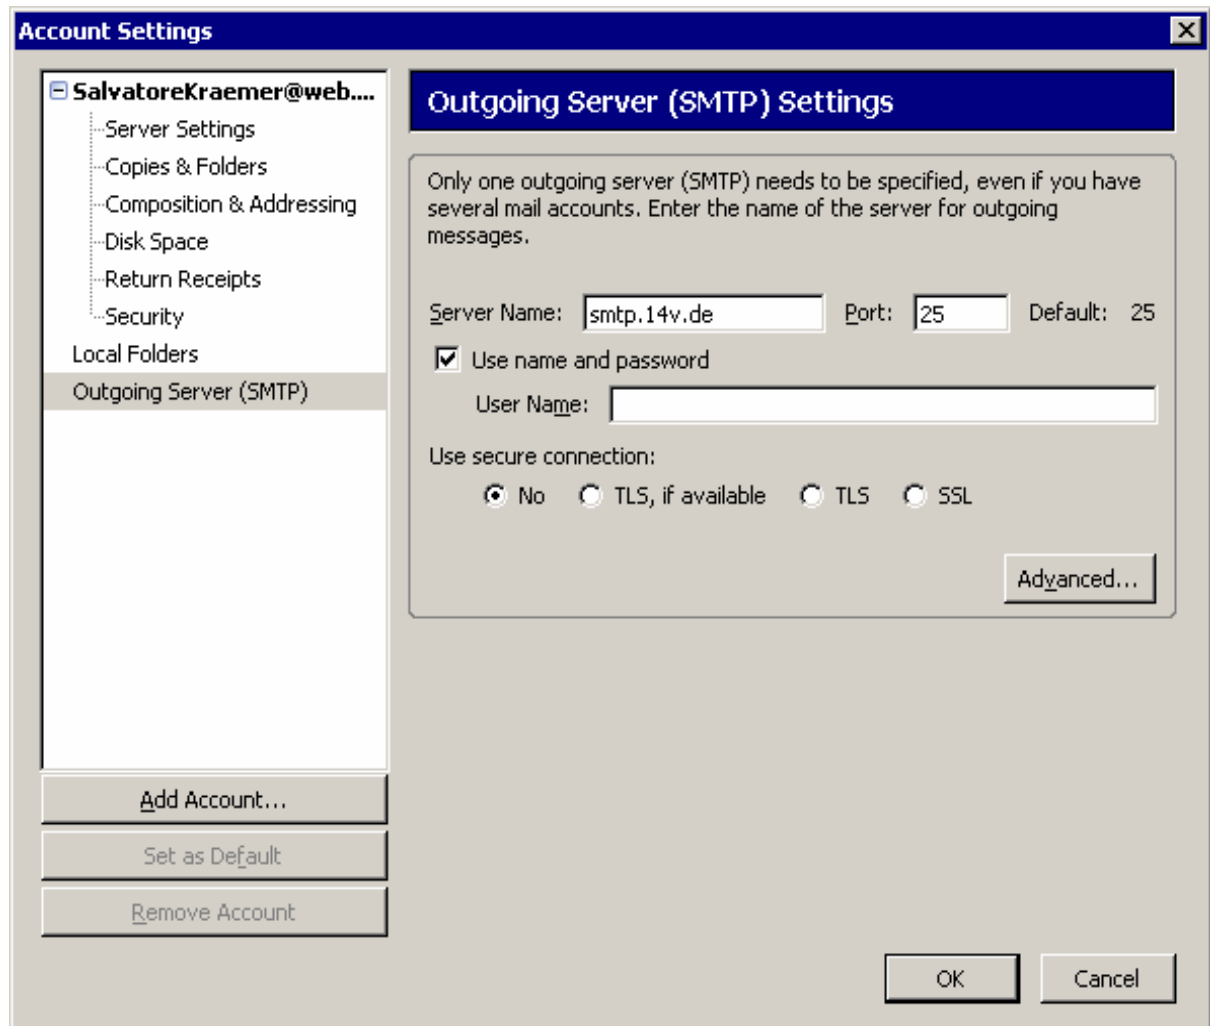 Account Settings
SalvatoreKraemer@web....
Server Settings
Copies & Folders
Composition & Addressing
Disk Space
Return Receipts
Security
Local Folders
Outgoing Server (SMTP)
Add Account...
Set as Default
Remove Account
Outgoing Server (SMTP) Settings
Only one outgoing server (SMTP) needs to be specified, even if you have
several mail accounts. Enter the name of the server for outgoing
messages.
Server Name: smtp.14v.de Port: 25 Default: 25
Use name and password
User Name:
Use secure connection:
No TLS, if available TLS SSL
Advanced...
OK Cancel